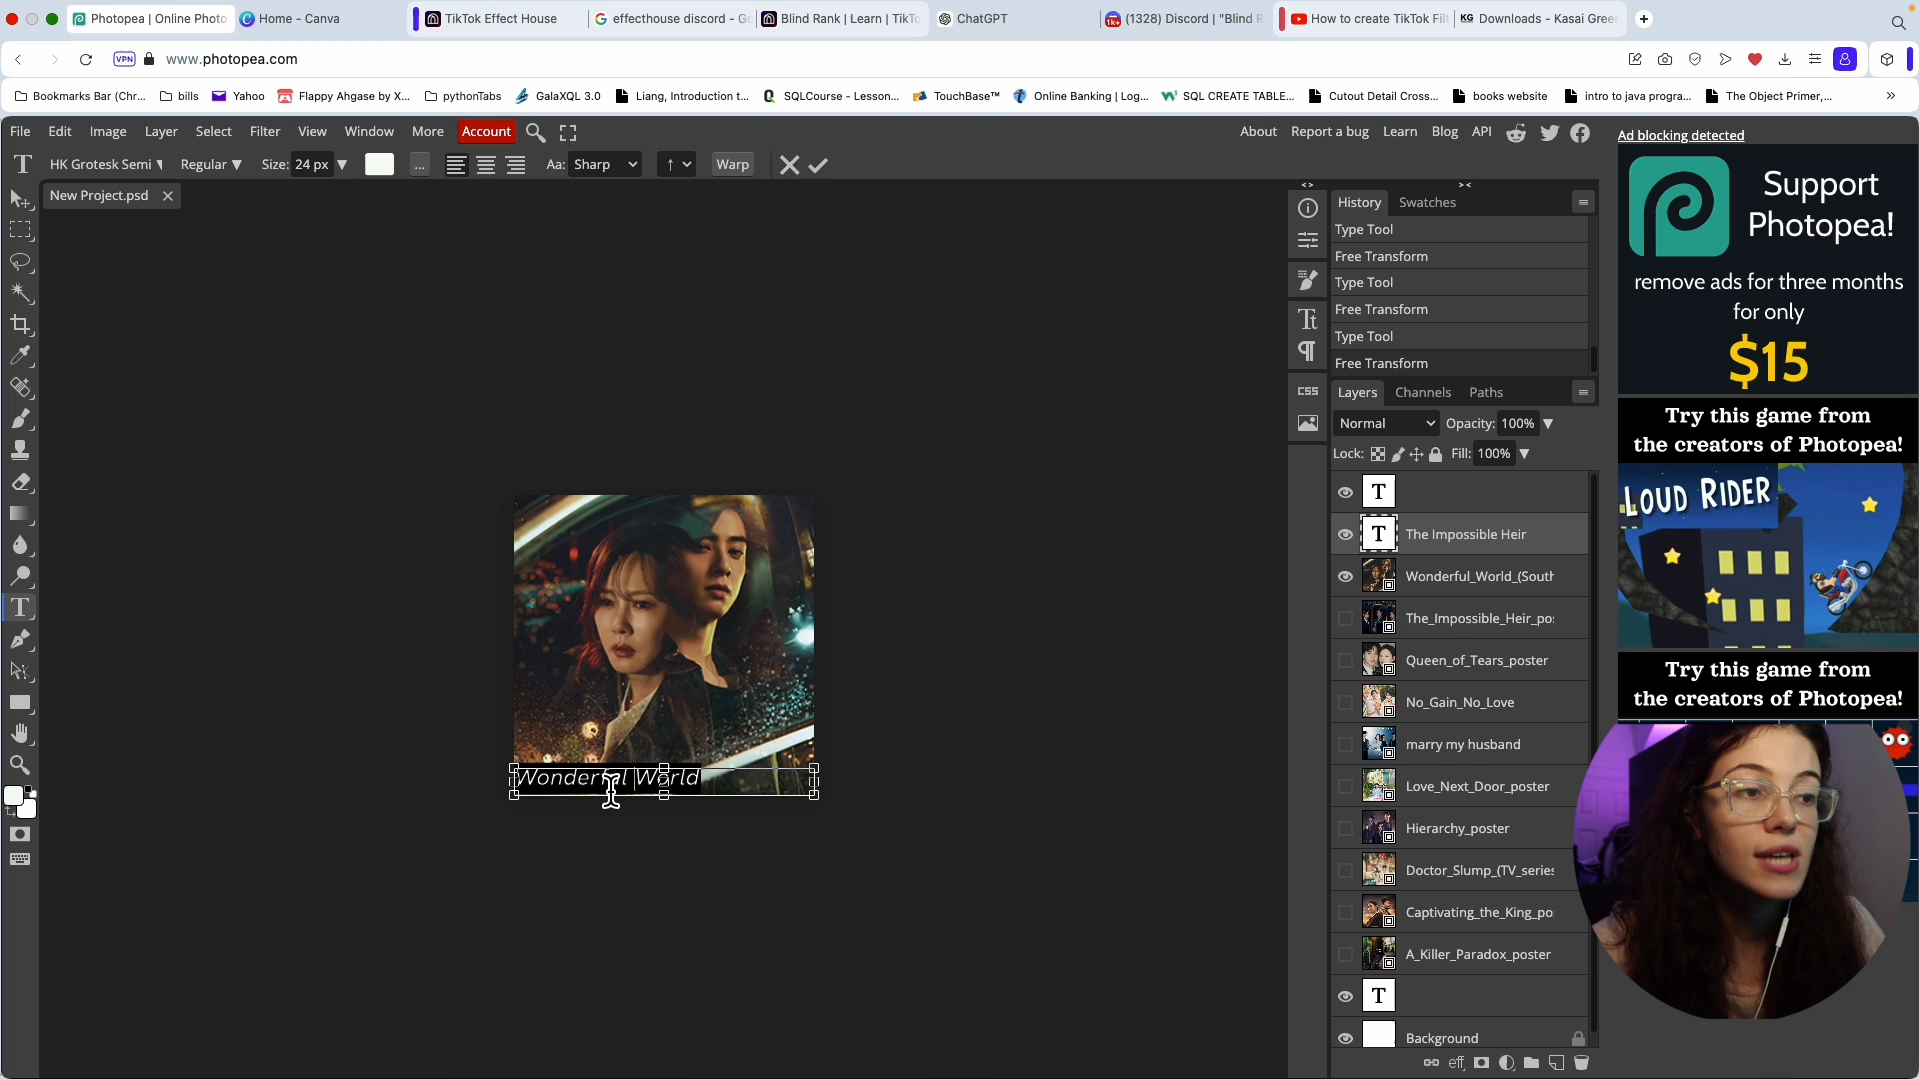 Photopea | Online Photo
Home - Canva
TikTok Effect House
effecthouse discord - Go
Blind Rank | Learn | TikTo
ChatGPT
(1328) Discord | "Blind R
How to create TikTok Filt
KG Downloads - Kasai Gree
VPN
www.photopea.com
Bookmarks Bar (Chr...
bills
Yahoo
Flappy Ahgase by X...
pythonTabs
GalaXQL 3.0
Liang, Introduction t...
SQLCourse - Lesson...
TouchBase™
Online Banking | Log...
SQL CREATE TABLE...
Cutout Detail Cross...
books website
intro to java progra...
The Object Primer,...
File Edit Image Layer Select Filter View Window More Account
About Report a bug Learn Blog API
Ad blocking detected
HK Grotesk Semi
Regular
Size: 24 px
...
Aa: Sharp
Warp
New Project.psd
Wonderful World
History Swatches
Type Tool
Free Transform
Type Tool
Free Transform
Type Tool
Free Transform
CSS
Layers Channels Paths
Normal
Opacity: 100%
Lock:
Fill: 100%
The Impossible Heir
Wonderful_World_(South
The_Impossible_Heir_po
Queen_of_Tears_poster
No_Gain_No_Love
marry my husband
Love_Next_Door_poster
Hierarchy_poster
Doctor_Slump_(TV_series
Captivating_the_King_po
A_Killer_Paradox_poster
Background
eff
Support
Photopea!
remove ads for three months
for only
$15
Try this game from
the creators of Photopea!
LOUD RIDER
Try this game from
the creators of Photopea!